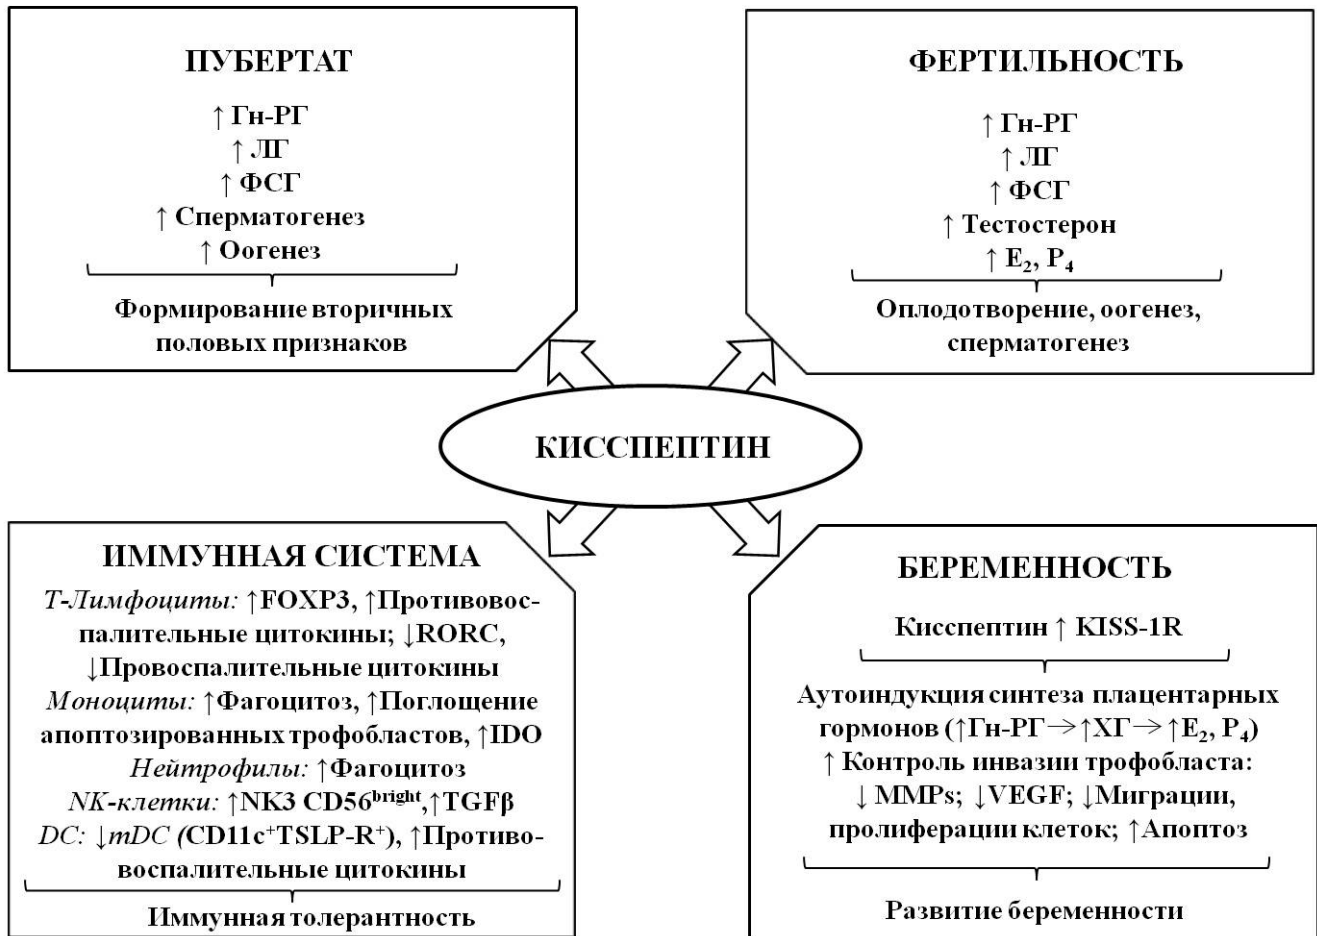 ПУБЕРТАТ
↑ Гн-РГ
↑ ЛГ
↑ ФСГ
↑ Сперматогенез
↑ Оогенез
Формирование вторичных
половых признаков
ФЕРТИЛЬНОСТЬ
↑ Гн-РГ
↑ ЛГ
↑ ФСГ
↑ Тестостерон
↑ E₂, P₄
Оплодотворение, оогенез,
сперматогенез
КИССПЕПТИН
ИММУННАЯ СИСТЕМА
Т-Лимфоциты: ↑FOXP3, ↑Противовос-
палительные цитокины; ↓RORC,
↓Провоспалительные цитокины
Моноциты: ↑Фагоцитоз, ↑Поглощение
апоптозированных трофобластов, ↑IDO
Нейтрофилы: ↑Фагоцитоз
NK-клетки: ↑NK3 CD56bright,↑TGFβ
DC: ↓mDC (CD11c⁺TSLP-R⁺), ↑Противо-
воспалительные цитокины
Иммунная толерантность
БЕРЕМЕННОСТЬ
Кисспептин ↑ KISS-1R
Аутоиндукция синтеза плацентарных
гормонов (↑Гн-РГ→↑ХГ→↑E₂, P₄)
↑ Контроль инвазии трофобласта:
↓ MMPs; ↓VEGF; ↓Миграции,
пролиферации клеток; ↑Апоптоз
Развитие беременности